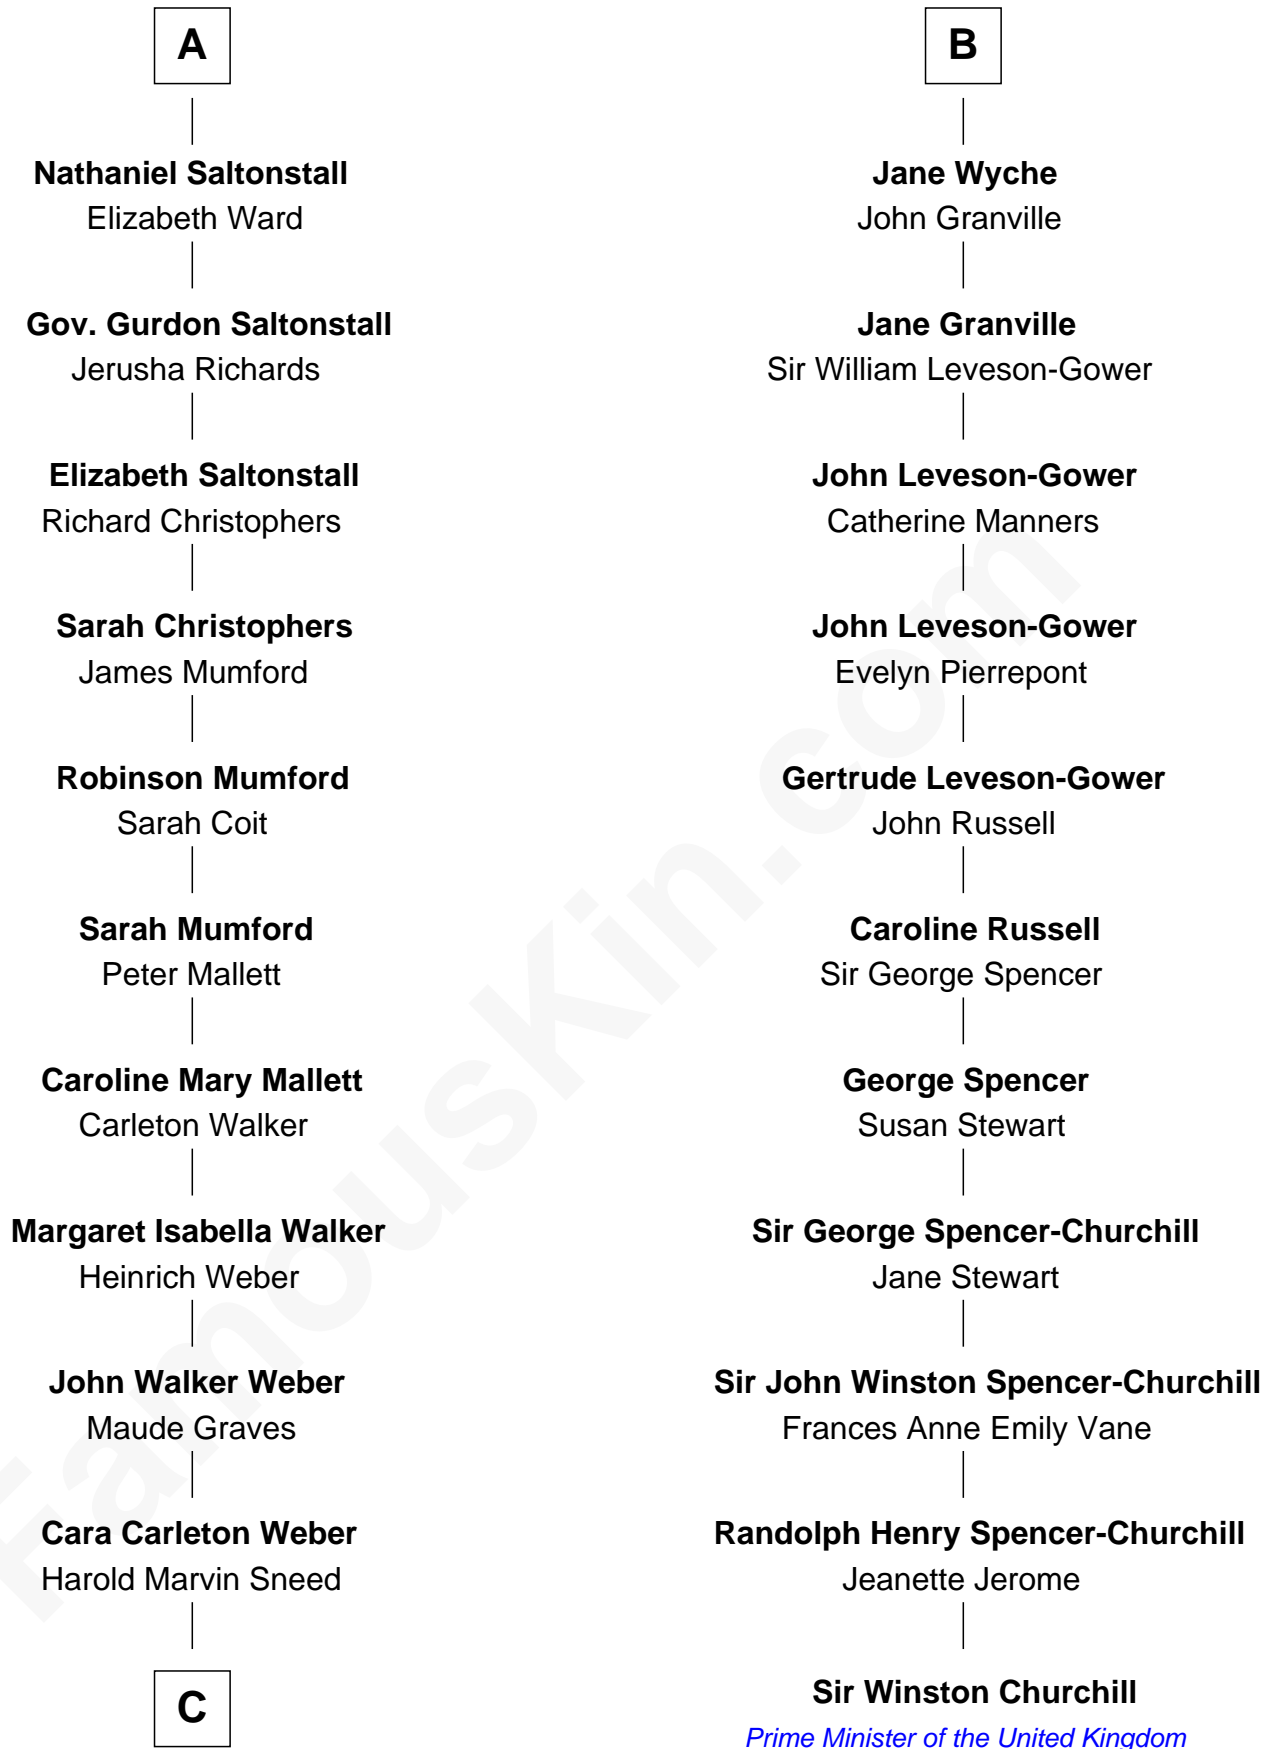 A
Nathaniel Saltonstall
Elizabeth Ward
Gov. Gurdon Saltonstall
Jerusha Richards
Elizabeth Saltonstall
Richard Christophers
Sarah Christophers
James Mumford
Robinson Mumford
Sarah Coit
Sarah Mumford
Peter Mallett
Caroline Mary Mallett
Carleton Walker
Margaret Isabella Walker
Heinrich Weber
John Walker Weber
Maude Graves
Cara Carleton Weber
Harold Marvin Sneed
C
B
Jane Wyche
John Granville
Jane Granville
Sir William Leveson-Gower
John Leveson-Gower
Catherine Manners
John Leveson-Gower
Evelyn Pierrepont
Gertrude Leveson-Gower
John Russell
Caroline Russell
Sir George Spencer
George Spencer
Susan Stewart
Sir George Spencer-Churchill
Jane Stewart
Sir John Winston Spencer-Churchill
Frances Anne Emily Vane
Randolph Henry Spencer-Churchill
Jeanette Jerome
Sir Winston Churchill
Prime Minister of the United Kingdom
FamousKin.com